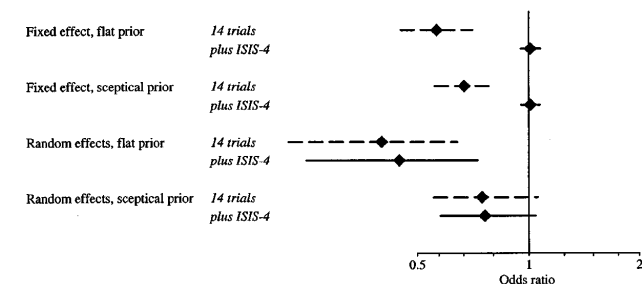 Fixed effect, flat prior 14 trials
plus ISIS-4
Fixed effect, sceptical prior 14 trials
plus ISIS-4
Random effects, flat prior 14 trials
plus ISIS-4
Random effects, sceptical prior 14 trials
plus ISIS-4
0.5 1 2
Odds ratio